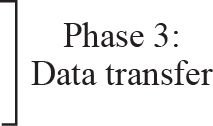 Phase 3:
Data transfer